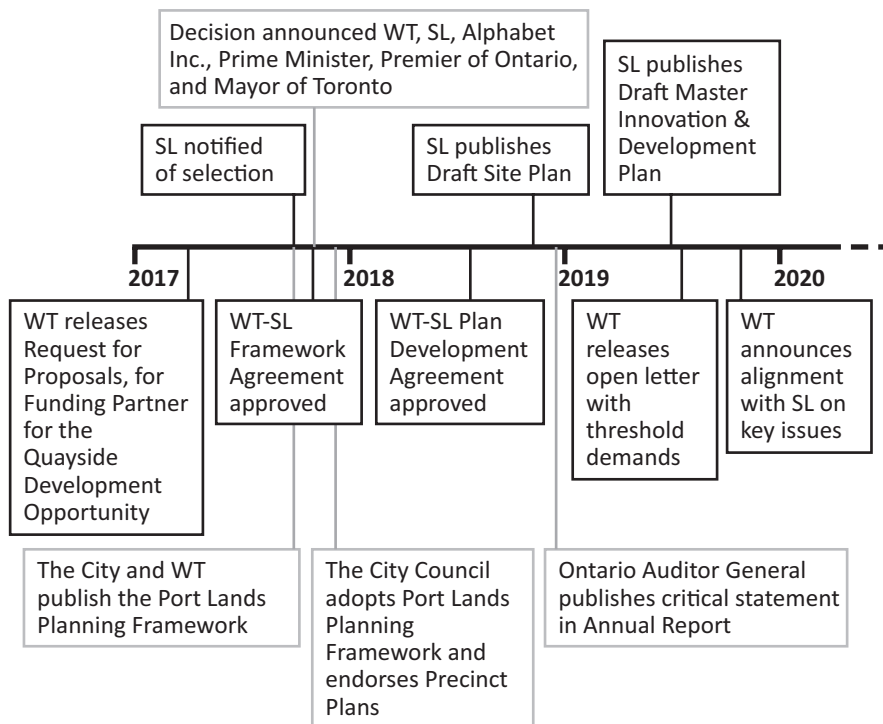 Decision announced WT, SL, Alphabet
Inc., Prime Minister, Premier of Ontario,
and Mayor of Toronto
SL notified
of selection
SL publishes
Draft Site Plan
SL publishes
Draft Master
Innovation &
Development
Plan
2017
2018
2019
2020
WT releases
Request for
Proposals, for
Funding Partner
for the
Quayside
Development
Opportunity
WT-SL
Framework
Agreement
approved
WT-SL Plan
Development
Agreement
approved
WT
releases
open letter
with
threshold
demands
WT
announces
alignment
with SL on
key issues
The City and WT
publish the Port Lands
Planning Framework
The City Council
adopts Port Lands
Planning
Framework and
endorses Precinct
Plans
Ontario Auditor General
publishes critical statement
in Annual Report